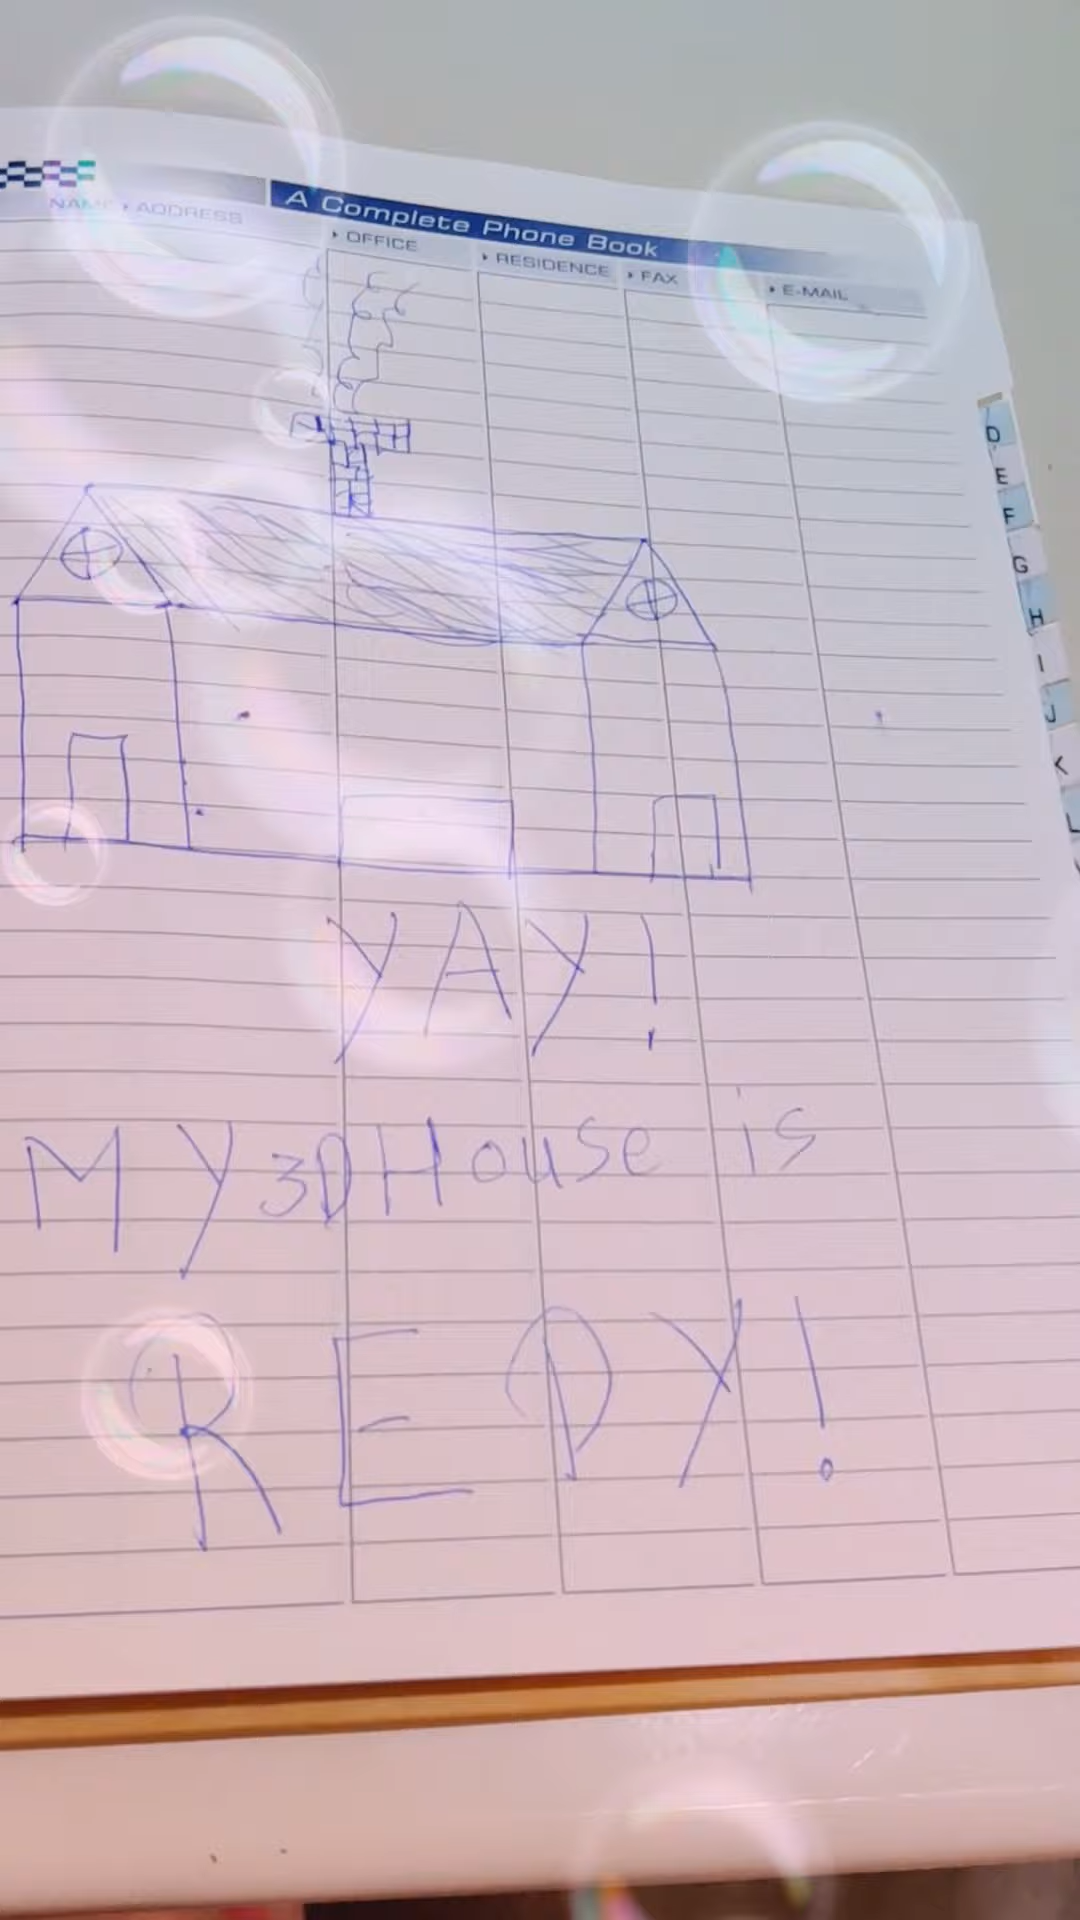 A Complete Phone Book
NAME ADDRESS OFFICE RESIDENCE FAX E-MAIL
D
E
F
G
H
I
J
K
L
YAY!
MY 3D House is
REDY!